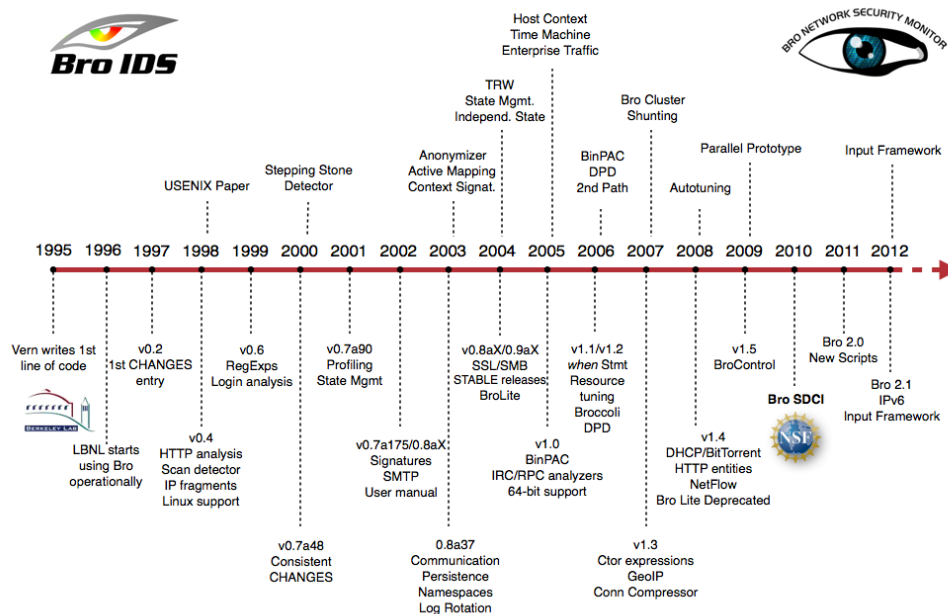 Bro IDS
BRO NETWORK SECURITY MONITOR
Host Context
Time Machine
Enterprise Traffic
TRW
State Mgmt.
Independ. State
Bro Cluster
Shunting
Anonymizer
Active Mapping
Context Signat.
BinPAC
DPD
2nd Path
Parallel Prototype
Input Framework
USENIX Paper
Stepping Stone
Detector
Autotuning
1995 1996 1997 1998 1999 2000 2001 2002 2003 2004 2005 2006 2007 2008 2009 2010 2011 2012
Vern writes 1st
line of code
BERKELEY LAB
LBNL starts
using Bro
operationally
v0.2
1st CHANGES
entry
v0.4
HTTP analysis
Scan detector
IP fragments
Linux support
v0.6
RegExps
Login analysis
v0.7a48
Consistent
CHANGES
v0.7a90
Profiling
State Mgmt
v0.7a175/0.8aX
Signatures
SMTP
User manual
0.8a37
Communication
Persistence
Namespaces
Log Rotation
v0.8aX/0.9aX
SSL/SMB
STABLE releases
BroLite
v1.0
BinPAC
IRC/RPC analyzers
64-bit support
v1.1/v1.2
when Stmt
Resource
tuning
Broccoli
DPD
v1.3
Ctor expressions
GeoIP
Conn Compressor
v1.4
DHCP/BitTorrent
HTTP entities
NetFlow
Bro Lite Deprecated
v1.5
BroControl
Bro SDCI
NSF
Bro 2.0
New Scripts
Bro 2.1
IPv6
Input Framework